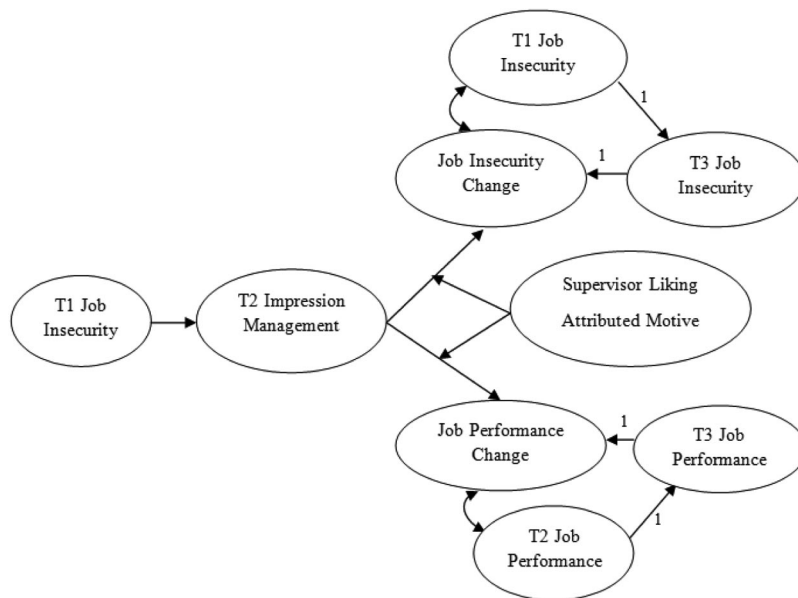 T1 Job
Insecurity
1
Job Insecurity
Change
1
T3 Job
Insecurity
T1 Job
Insecurity
T2 Impression
Management
Supervisor Liking
Attributed Motive
Job Performance
Change
1
T3 Job
Performance
1
T2 Job
Performance